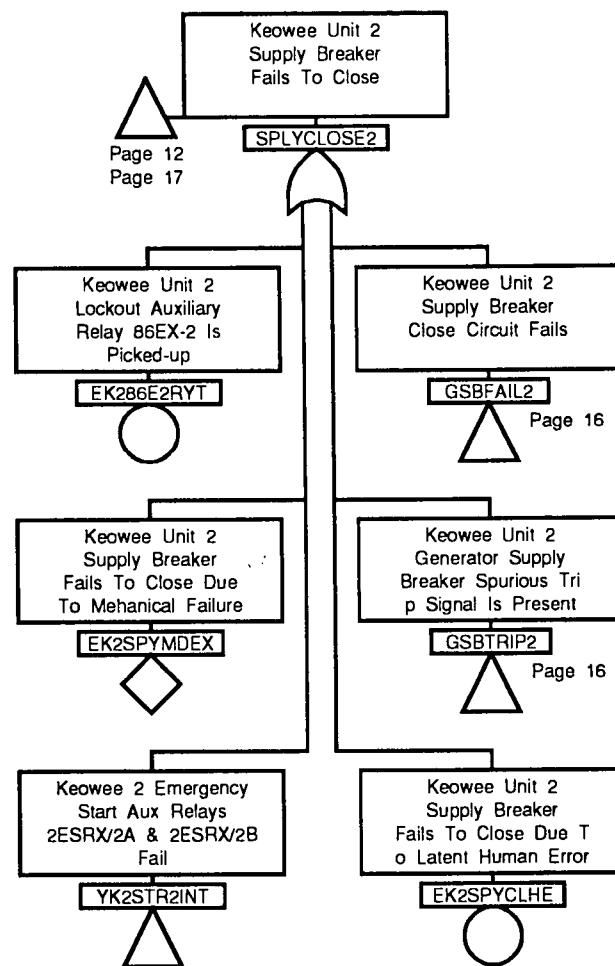 Keowee Unit 2
Supply Breaker
Fails To Close
SPLYCLOSE2
Page 12
Page 17
Keowee Unit 2
Lockout Auxiliary
Relay 86EX-2 Is
Picked-up
EK286E2RYT
Keowee Unit 2
Supply Breaker
Close Circuit Fails
GSBFAIL2
Page 16
Keowee Unit 2
Supply Breaker
Fails To Close Due
To Mehanical Failure
EK2SPYMDEX
Keowee Unit 2
Generator Supply
Breaker Spurious Tri
p Signal Is Present
GSBTRIP2
Page 16
Keowee 2 Emergency
Start Aux Relays
2ESRX/2A & 2ESRX/2B
Fail
YK2STR2INT
Keowee Unit 2
Supply Breaker
Fails To Close Due T
o Latent Human Error
EK2SPYCLHE